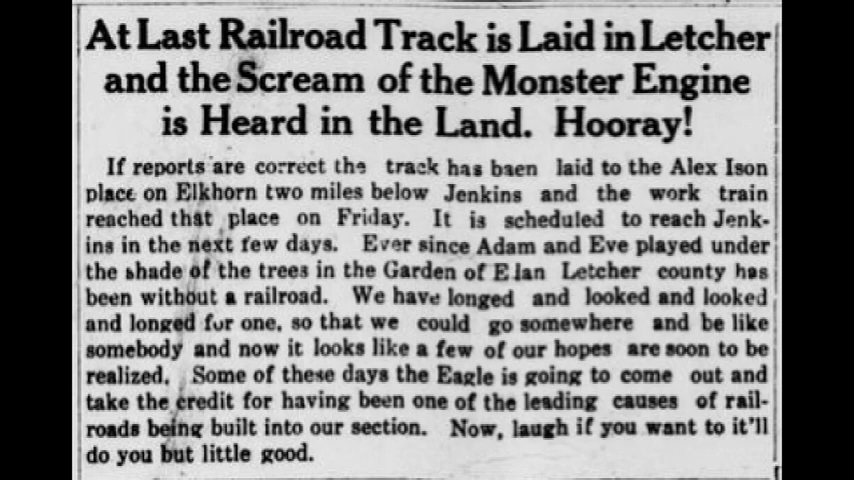 At Last Railroad Track is Laid in Letcher
and the Scream of the Monster Engine
is Heard in the Land. Hooray!
If reports are correct the track has baen laid to the Alex Ison
place on Elkhorn two miles below Jenkins and the work train
reached that place on Friday. It is scheduled to reach Jenk-
ins in the next few days. Ever since Adam and Eve played under
the shade of the trees in the Garden of Elan Letcher county has
been without a railroad. We have longed and looked and looked
and longed for one, so that we could go somewhere and be like
somebody and now it looks like a few of our hopes are soon to be
realized. Some of these days the Eagle is going to come out and
take the credit for having been one of the leading causes of rail-
roads being built into our section. Now, laugh if you want to it'll
do you but little good.